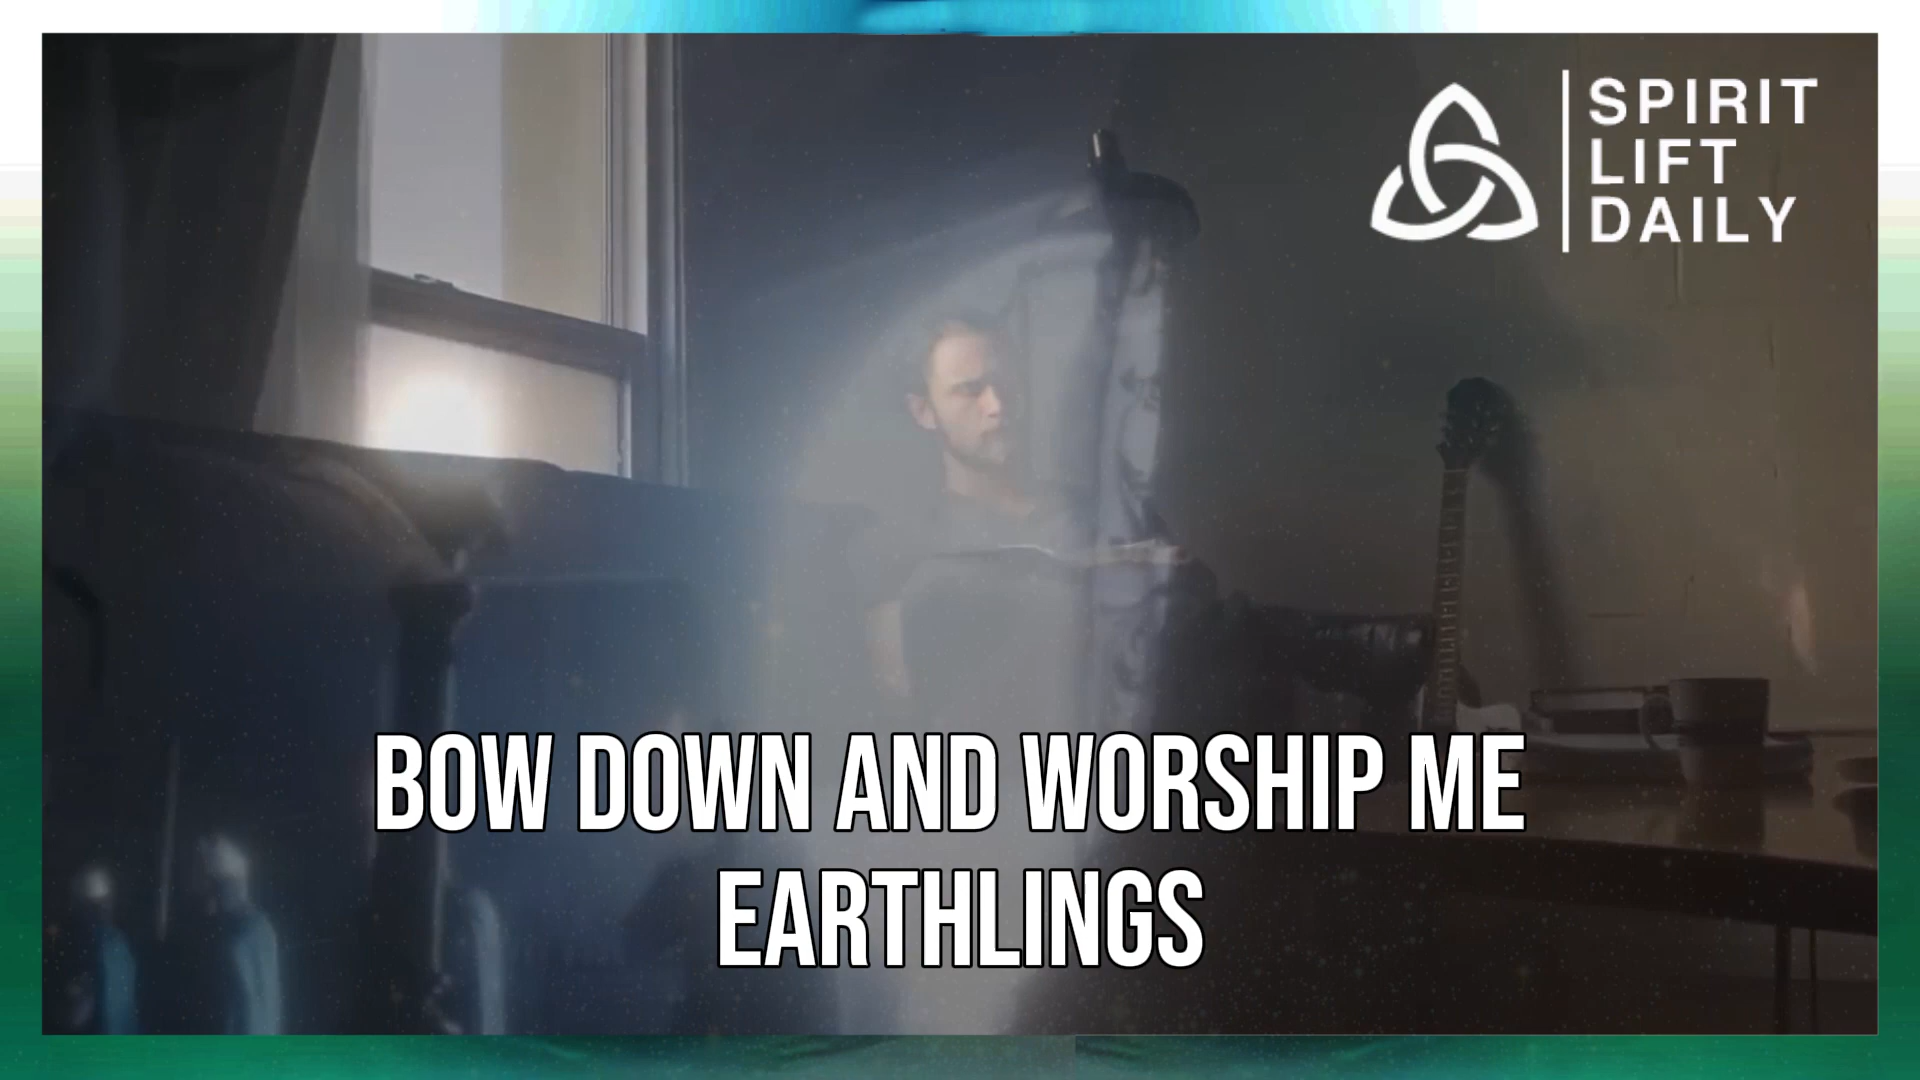 SPIRIT
LIFT
DAILY
BOW DOWN AND WORSHIP ME
EARTHLINGS